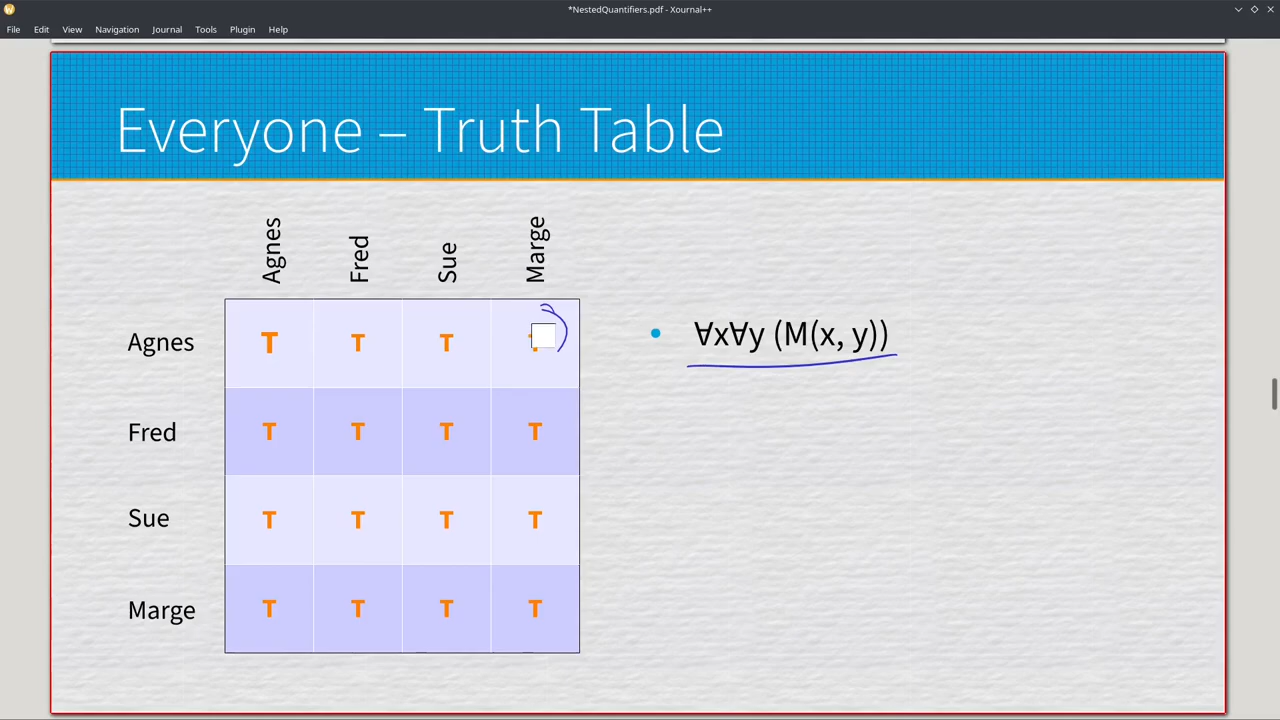 *NestedQuantifiers.pdf - Xournal++
File Edit View Navigation Journal Tools Plugin Help
Everyone – Truth Table
Agnes Fred Sue Marge
Agnes T T T
Fred T T T T
Sue T T T T
Marge T T T T
∀x∀y (M(x, y))